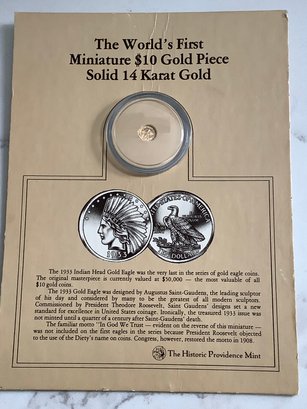 The World's First
Miniature $10 Gold Piece
Solid 14 Karat Gold
1933
The 1933 Indian Head Gold Eagle was the very last in the series of gold eagle coins.
The original masterpiece is currently valued at $50,000 — the most valuable of all
$10 gold coins.
The 1933 Gold Eagle was designed by Augustus Saint-Gaudens, the leading sculptor
of his day and considered by many to be the greatest of all modern sculptors.
Commissioned by President Theodore Roosevelt, Saint-Gaudens' designs set a new
standard for excellence in United States coinage. Ironically, the treasured 1933 issue
was not minted until a quarter of a century after Saint-Gaudens' death.
The familiar motto "In God We Trust — evident on the reverse of this miniature —
was not included on the first eagles in the series because President Roosevelt objected
to the use of the Diety's name on coins. Congress, however, restored the motto in 1908.
The Historic Providence Mint